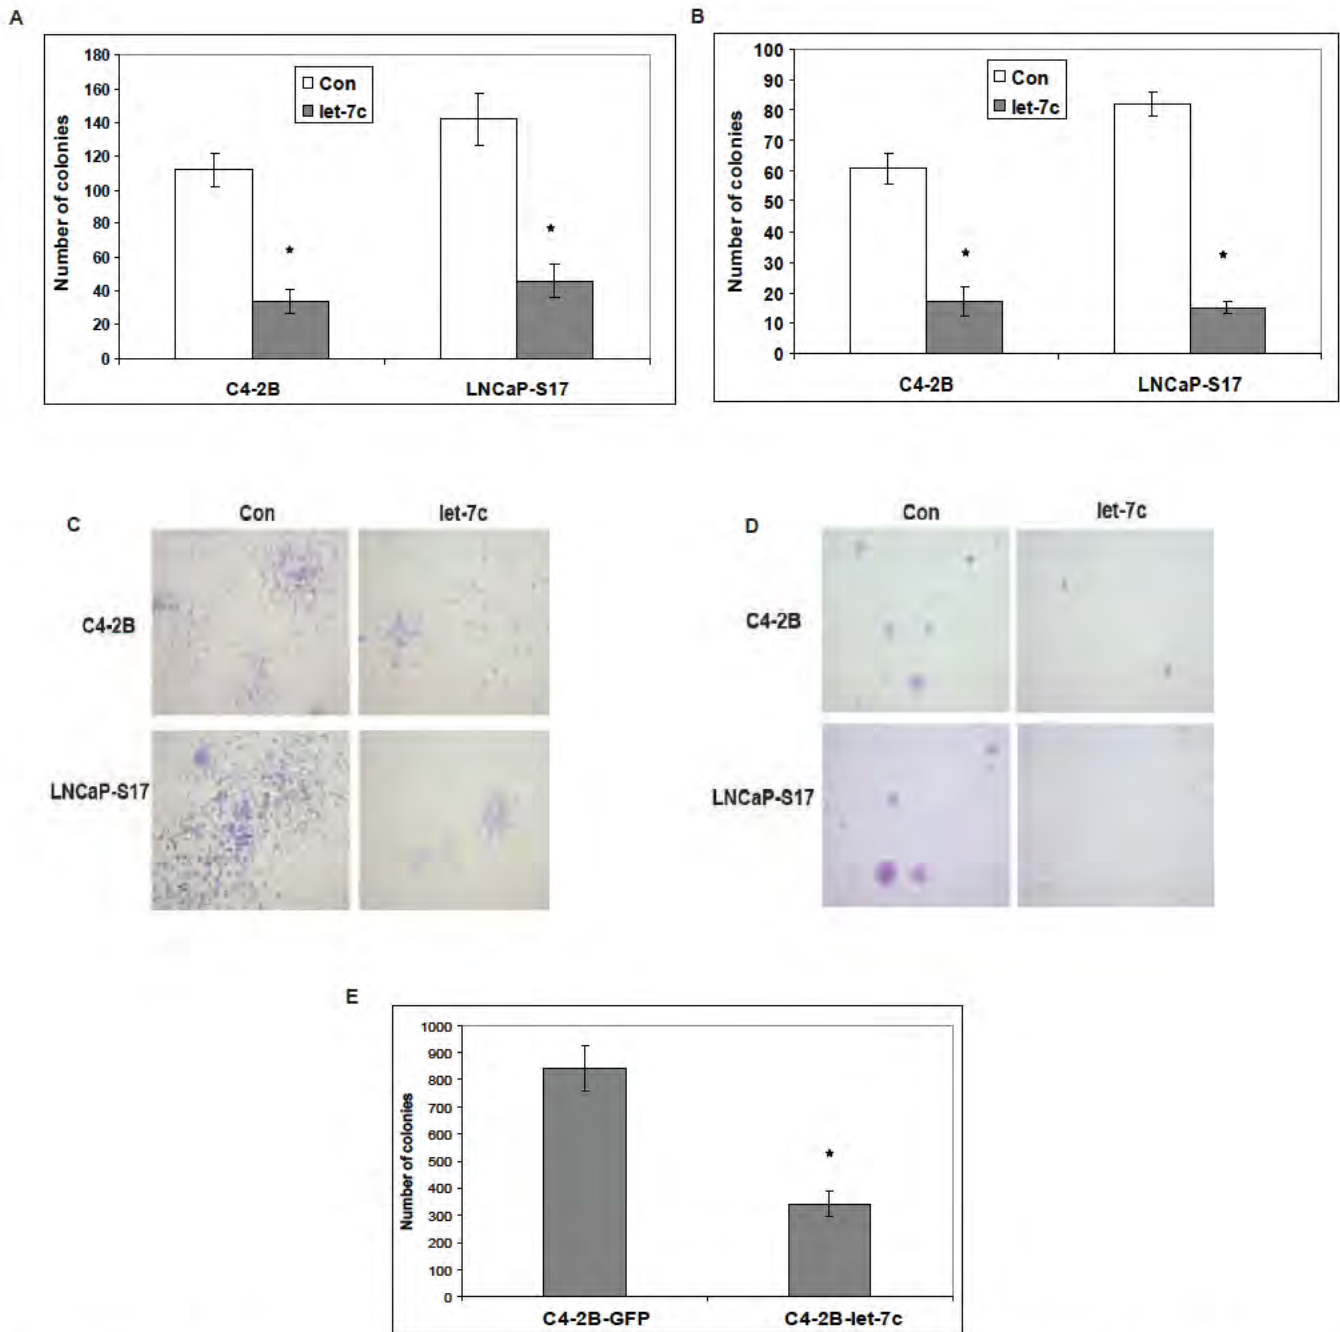 A
180
160
140
120
100
80
60
40
20
0
Number of colonies
Con
let-7c
*
*
C4-2B
LNCaP-S17
B
100
90
80
70
60
50
40
30
20
10
0
Number of colonies
Con
let-7c
*
*
C4-2B
LNCaP-S17
C
Con
let-7c
C4-2B
LNCaP-S17
D
Con
let-7c
C4-2B
LNCaP-S17
E
1000
900
800
700
600
500
400
300
200
100
0
Number of colonies
*
C4-2B-GFP
C4-2B-let-7c